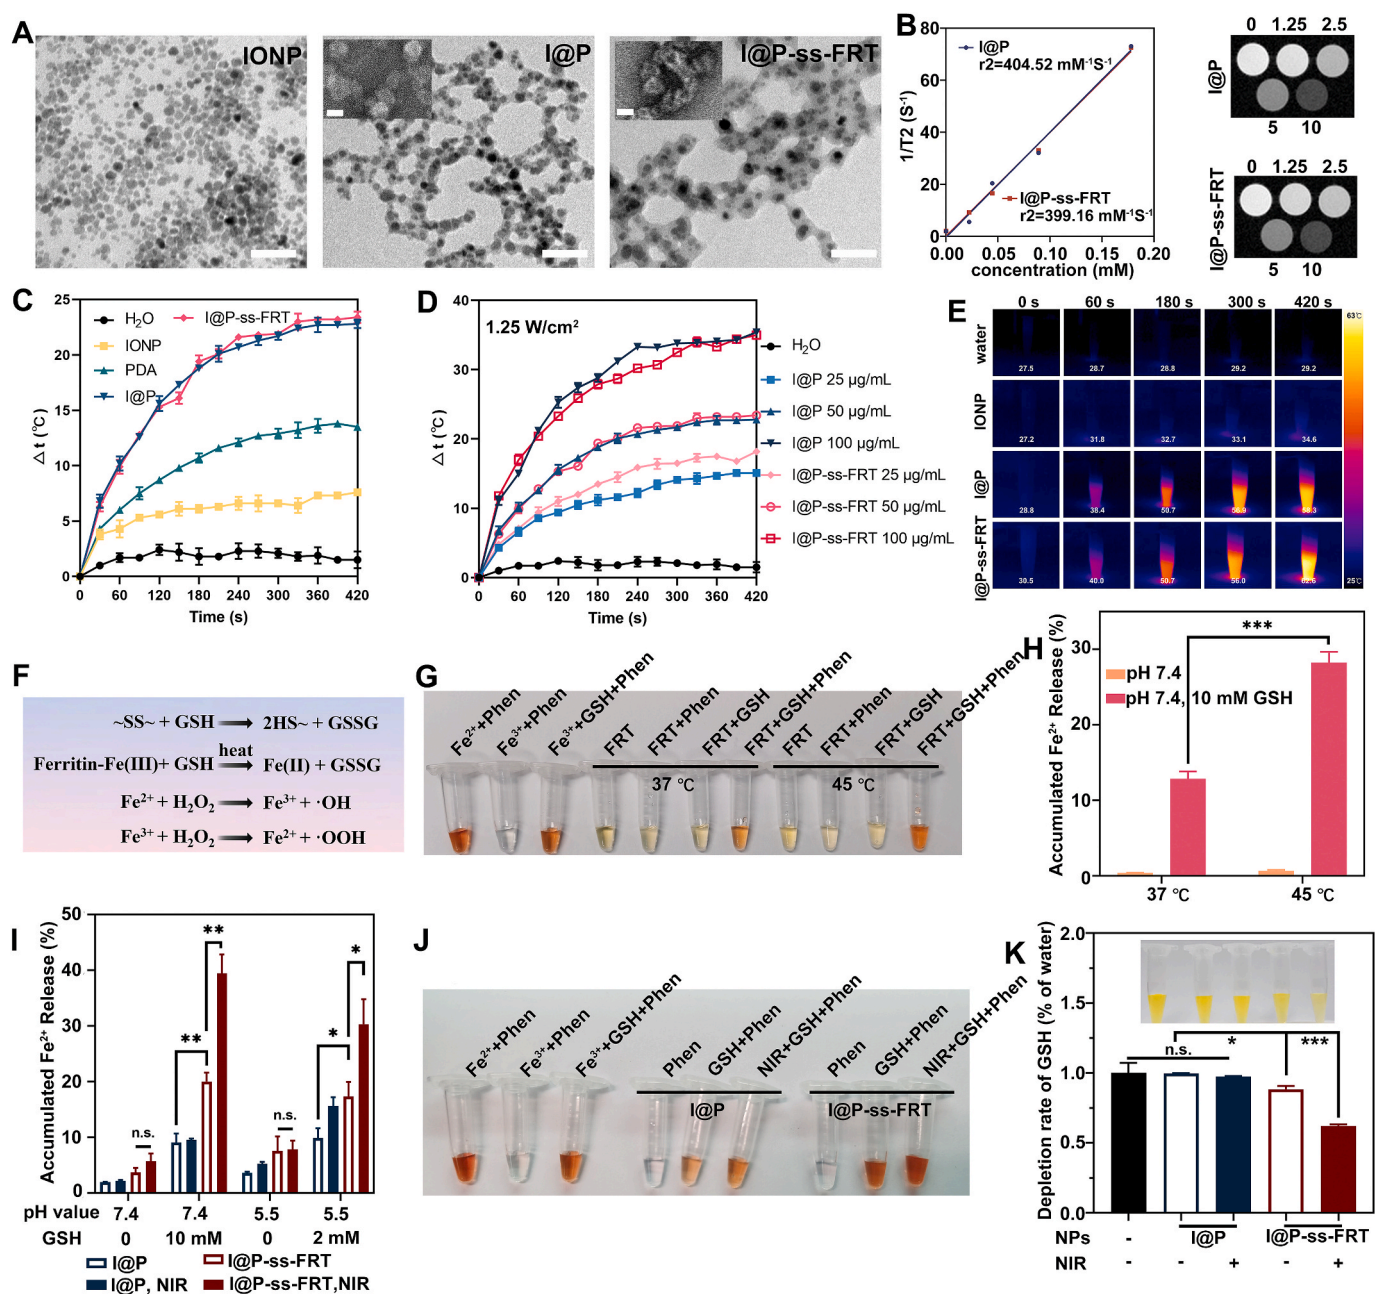 A
IONP
I@P
I@P-ss-FRT
B
80
60
40
20
0
1/T2 (S⁻¹)
I@P
r2=404.52 mM⁻¹S⁻¹
I@P-ss-FRT
r2=399.16 mM⁻¹S⁻¹
0.00 0.05 0.10 0.15 0.20
concentration (mM)
0 1.25 2.5
I@P
5 10
0 1.25 2.5
I@P-ss-FRT
5 10
C
25
20
15
10
5
0
△ t (℃)
H₂O
I@P-ss-FRT
IONP
PDA
I@P
0 60 120 180 240 300 360 420
Time (s)
D
40
30
20
10
0
△ t (℃)
1.25 W/cm²
H₂O
I@P 25 µg/mL
I@P 50 µg/mL
I@P 100 µg/mL
I@P-ss-FRT 25 µg/mL
I@P-ss-FRT 50 µg/mL
I@P-ss-FRT 100 µg/mL
0 60 120 180 240 300 360 420
Time (s)
E
0 s 60 s 180 s 300 s 420 s
water
27.5 28.7 28.8 29.2 29.2
IONP
27.2 31.8 32.7 33.1 34.6
I@P
28.8 38.4 50.7 56.9 58.3
I@P-ss-FRT
30.5 40.0 50.7 56.0 62.6
63℃
25℃
F
~SS~ + GSH → 2HS~ + GSSG
Ferritin-Fe(III)+ GSH heat → Fe(II) + GSSG
Fe²⁺ + H₂O₂ → Fe³⁺ + ·OH
Fe³⁺ + H₂O₂ → Fe²⁺ + ·OOH
G
Fe²⁺+Phen
Fe³⁺+Phen
Fe³⁺+GSH+Phen
FRT
FRT+Phen
FRT+GSH
FRT+GSH+Phen
FRT
FRT+Phen
FRT+GSH
FRT+GSH+Phen
37 ℃
45 ℃
H
Accumulated Fe²⁺ Release (%)
30
20
10
0
***
pH 7.4
pH 7.4, 10 mM GSH
37 ℃ 45 ℃
I
Accumulated Fe²⁺ Release (%)
50
40
30
20
10
0
n.s.
**
**
n.s.
*
*
pH value 7.4 7.4 5.5 5.5
GSH 0 10 mM 0 2 mM
I@P
I@P-ss-FRT
I@P, NIR
I@P-ss-FRT,NIR
J
Fe²⁺+Phen
Fe³⁺+Phen
Fe³⁺+GSH+Phen
Phen
GSH+Phen
NIR+GSH+Phen
Phen
GSH+Phen
NIR+GSH+Phen
I@P
I@P-ss-FRT
K
Depletion rate of GSH (% of water)
2.0
1.5
1.0
0.5
0.0
n.s.
*
***
NPs - I@P I@P-ss-FRT
NIR - - + - +